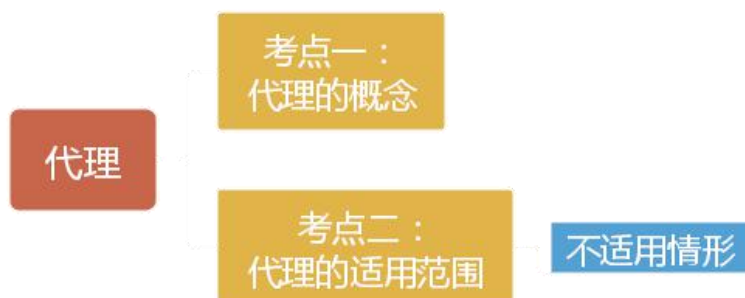 考点一：
代理的概念
代理
考点二：
代理的适用范围
不适用情形